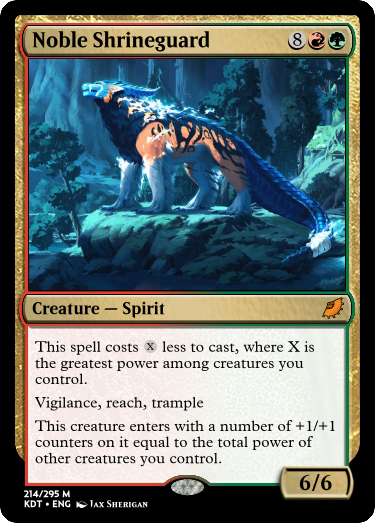 Noble Shrineguard 8
Creature — Spirit
This spell costs X less to cast, where X is
the greatest power among creatures you
control.
Vigilance, reach, trample
This creature enters with a number of +1/+1
counters on it equal to the total power of
other creatures you control.
6/6
214/295 M
KDT • ENG Jax Sherigan